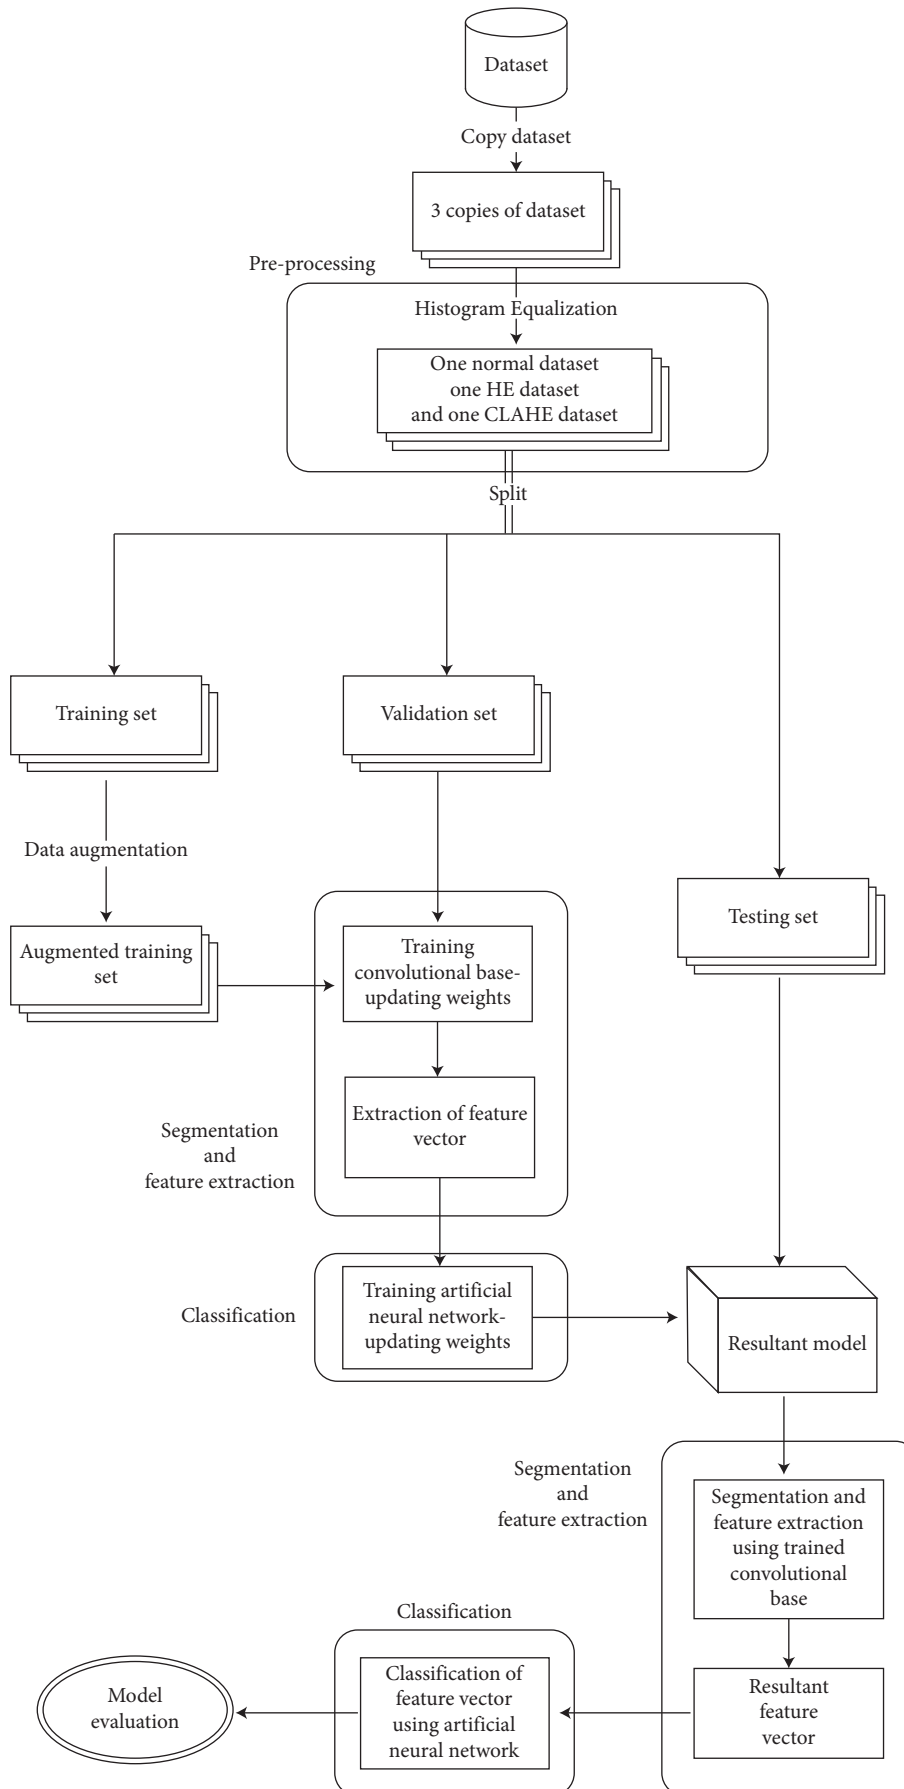 Dataset
Copy dataset
3 copies of dataset
Pre-processing
Histogram Equalization
One normal dataset
one HE dataset
and one CLAHE dataset
Split
Training set
Validation set
Data augmentation
Testing set
Augmented training
set
Training
convolutional base-
updating weights
Extraction of feature
vector
Segmentation
and
feature extraction
Classification
Training artificial
neural network-
updating weights
Resultant model
Segmentation
and
feature extraction
Segmentation and
feature extraction
using trained
convolutional
base
Classification
Model
evaluation
Classification of
feature vector
using artificial
neural network
Resultant
feature
vector